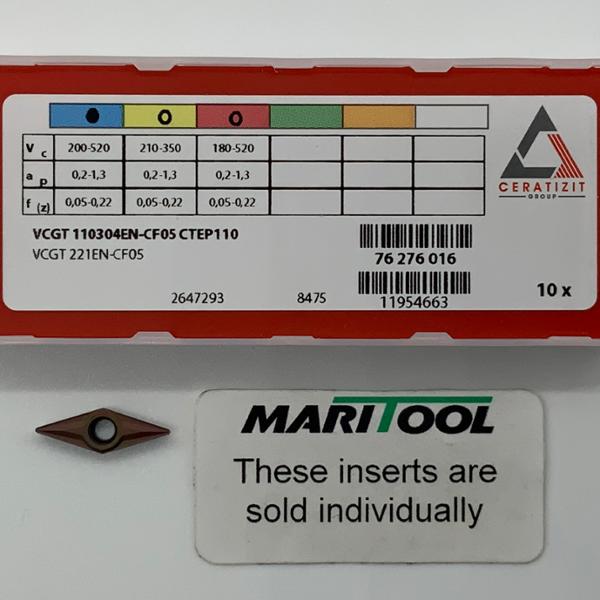 V c 200-520 210-350 180-520
a p 0,2-1,3 0,2-1,3 0,2-1,3
f (z) 0,05-0,22 0,05-0,22 0,05-0,22
CERATIZIT
GROUP
VCGT 110304EN-CF05 CTEP110
VCGT 221EN-CF05
76 276 016
2647293 8475 11954663
10 x
MARITOOL
These inserts are
sold individually